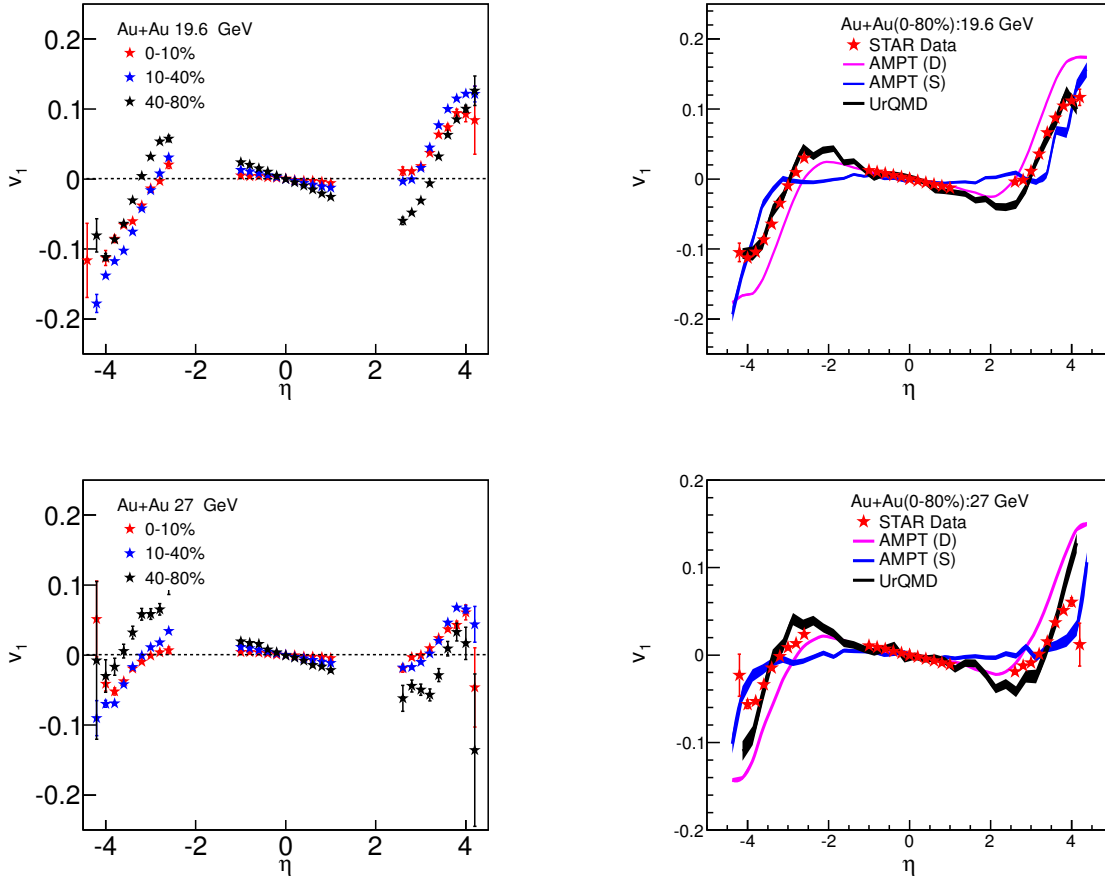 Au+Au 19.6 GeV
0-10%
10-40%
40-80%
0.2
0.1
0
-0.1
-0.2
v1
-4 -2 0 2 4
η
Au+Au(0-80%):19.6 GeV
STAR Data
AMPT (D)
AMPT (S)
UrQMD
0.2
0.1
0
-0.1
-0.2
v1
-4 -2 0 2 4
η
Au+Au 27 GeV
0-10%
10-40%
40-80%
0.2
0.1
0
-0.1
-0.2
v1
-4 -2 0 2 4
η
Au+Au(0-80%):27 GeV
STAR Data
AMPT (D)
AMPT (S)
UrQMD
0.2
0.1
0
-0.1
-0.2
v1
-4 -2 0 2 4
η